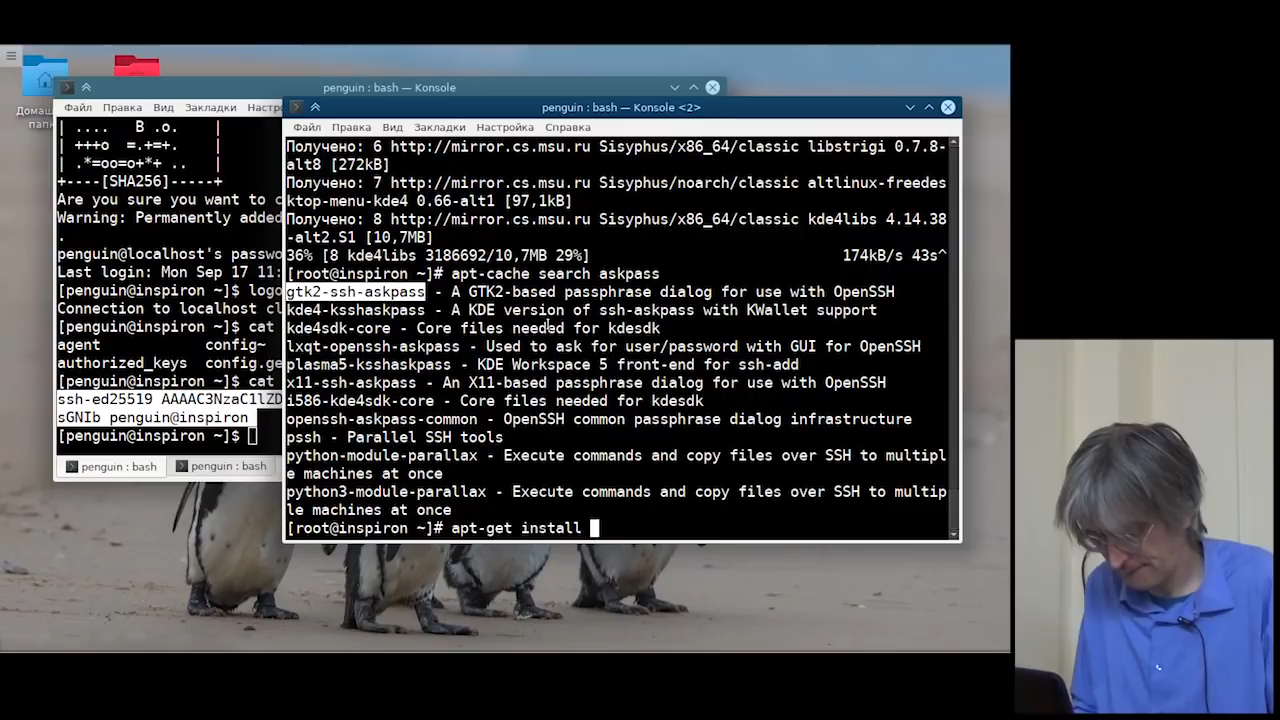 Домаш
папк
penguin : bash — Konsole
Файл Правка Вид Закладки Настро
| .... B .o. |
| +++o =.+=+. |
| .*=oo=o+*+ .. |
+----[SHA256]-----+
Are you sure you want to c
Warning: Permanently added
.
penguin@localhost's passwo
Last login: Mon Sep 17 11:
[penguin@inspiron ~]$ logo
Connection to localhost cl
[penguin@inspiron ~]$ cat
agent config~
authorized_keys config.ge
[penguin@inspiron ~]$ cat
ssh-ed25519 AAAAC3NzaC1lZD
sGNIb penguin@inspiron
[penguin@inspiron ~]$
penguin : bash penguin : bash
penguin : bash — Konsole <2>
Файл Правка Вид Закладки Настройка Справка
Получено: 6 http://mirror.cs.msu.ru Sisyphus/x86_64/classic libstrigi 0.7.8-
alt8 [272kB]
Получено: 7 http://mirror.cs.msu.ru Sisyphus/noarch/classic altlinux-freedes
ktop-menu-kde4 0.66-alt1 [97,1kB]
Получено: 8 http://mirror.cs.msu.ru Sisyphus/x86_64/classic kde4libs 4.14.38
-alt2.S1 [10,7MB]
36% [8 kde4libs 3186692/10,7MB 29%] 174kB/s 43s^
[root@inspiron ~]# apt-cache search askpass
gtk2-ssh-askpass - A GTK2-based passphrase dialog for use with OpenSSH
kde4-ksshaskpass - A KDE version of ssh-askpass with KWallet support
kde4sdk-core - Core files needed for kdesdk
lxqt-openssh-askpass - Used to ask for user/password with GUI for OpenSSH
plasma5-ksshaskpass - KDE Workspace 5 front-end for ssh-add
x11-ssh-askpass - An X11-based passphrase dialog for use with OpenSSH
i586-kde4sdk-core - Core files needed for kdesdk
openssh-askpass-common - OpenSSH common passphrase dialog infrastructure
pssh - Parallel SSH tools
python-module-parallax - Execute commands and copy files over SSH to multipl
e machines at once
python3-module-parallax - Execute commands and copy files over SSH to multip
le machines at once
[root@inspiron ~]# apt-get install